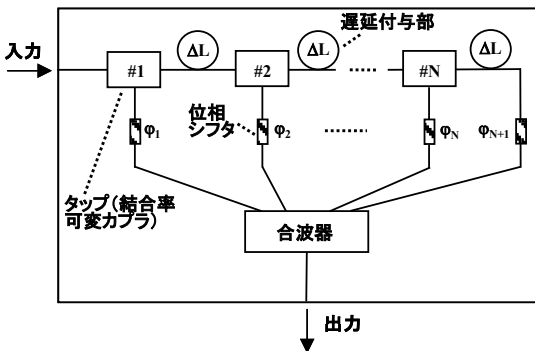 入力
#1
ΔL
#2
ΔL
遅延付与部
#N
ΔL
φ1
位相
シフタ
φ2
φN
φN+1
タップ(結合率
可変カプラ)
合波器
出力